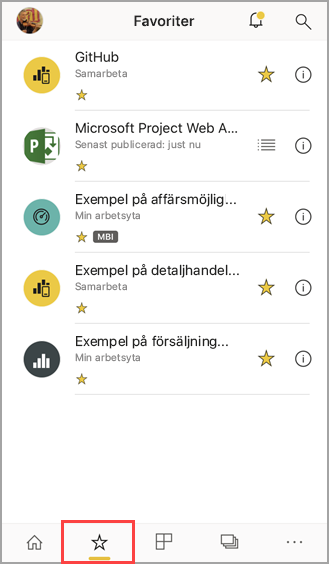 Favoriter
GitHub
Samarbeta
Microsoft Project Web A...
Senast publicerad: just nu
Exempel på affärsmöjlig...
Min arbetsyta
MBI
Exempel på detaljhandel...
Samarbeta
Exempel på försäljning...
Min arbetsyta